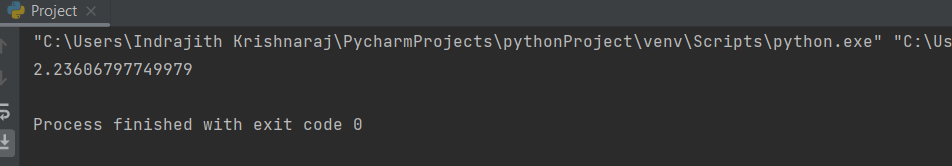 Project
"C:\Users\Indrajith Krishnaraj\PycharmProjects\pythonProject\venv\Scripts\python.exe" "C:\Us
2.23606797749979
Process finished with exit code 0